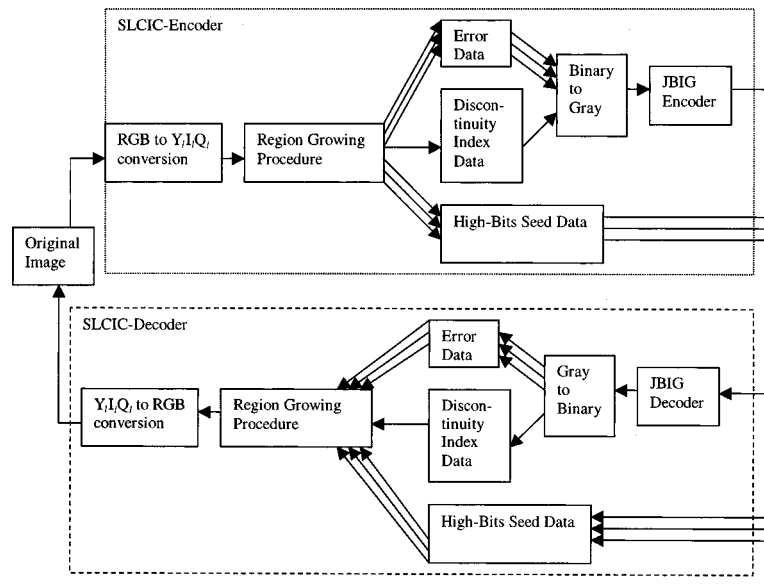 SLCIC-Encoder
Error
Data
Binary
to
Gray
JBIG
Encoder
Discon-
tinuity
Index
Data
RGB to YₗIₗQₗ
conversion
Region Growing
Procedure
High-Bits Seed Data
Original
Image
SLCIC-Decoder
Error
Data
Gray
to
Binary
JBIG
Decoder
YₗIₗQₗ to RGB
conversion
Region Growing
Procedure
Discon-
tinuity
Index
Data
High-Bits Seed Data